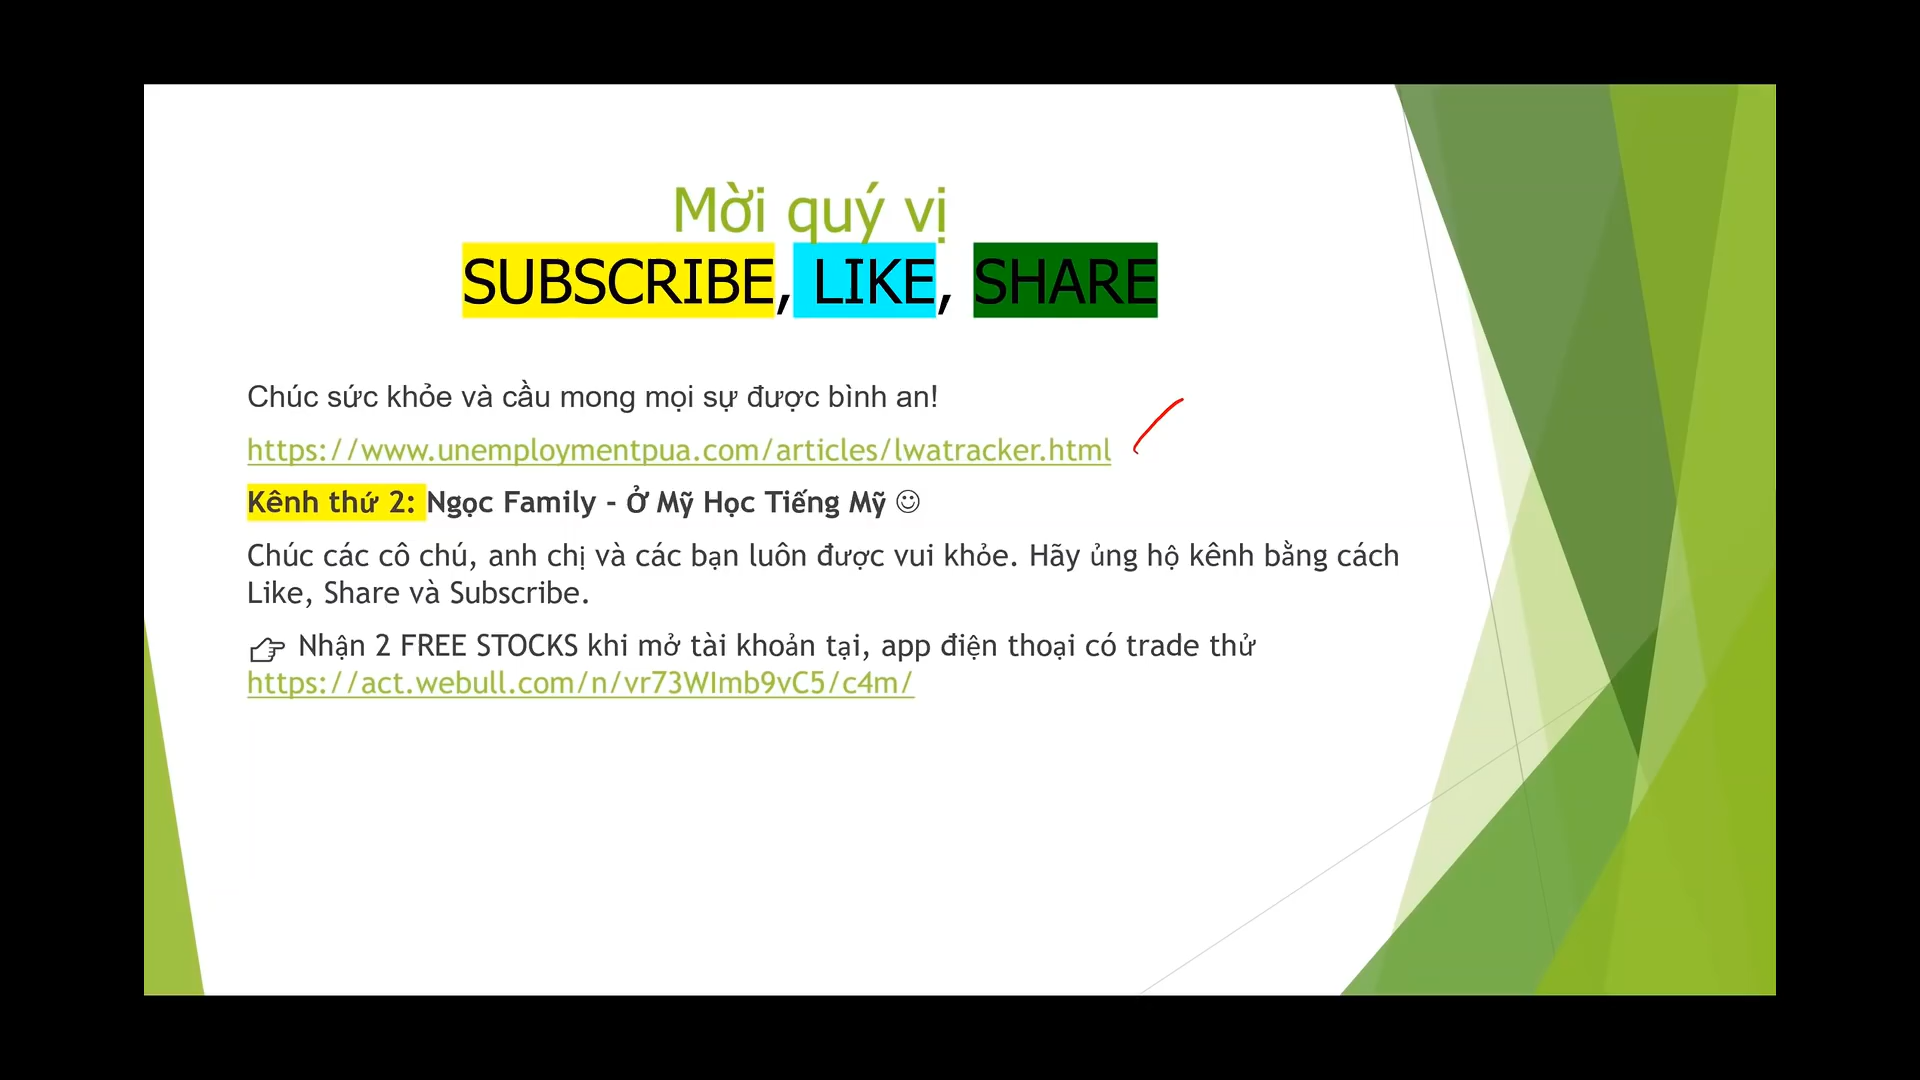 Mời quý vị
SUBSCRIBE, LIKE, SHARE
Chúc sức khỏe và cầu mong mọi sự được bình an!
https://www.unemploymentpua.com/articles/lwatracker.html
Kênh thứ 2: Ngọc Family - Ở Mỹ Học Tiếng Mỹ ☺
Chúc các cô chú, anh chị và các bạn luôn được vui khỏe. Hãy ủng hộ kênh bằng cách
Like, Share và Subscribe.
👉 Nhận 2 FREE STOCKS khi mở tài khoản tại, app điện thoại có trade thử
https://act.webull.com/n/vr73WImb9vC5/c4m/